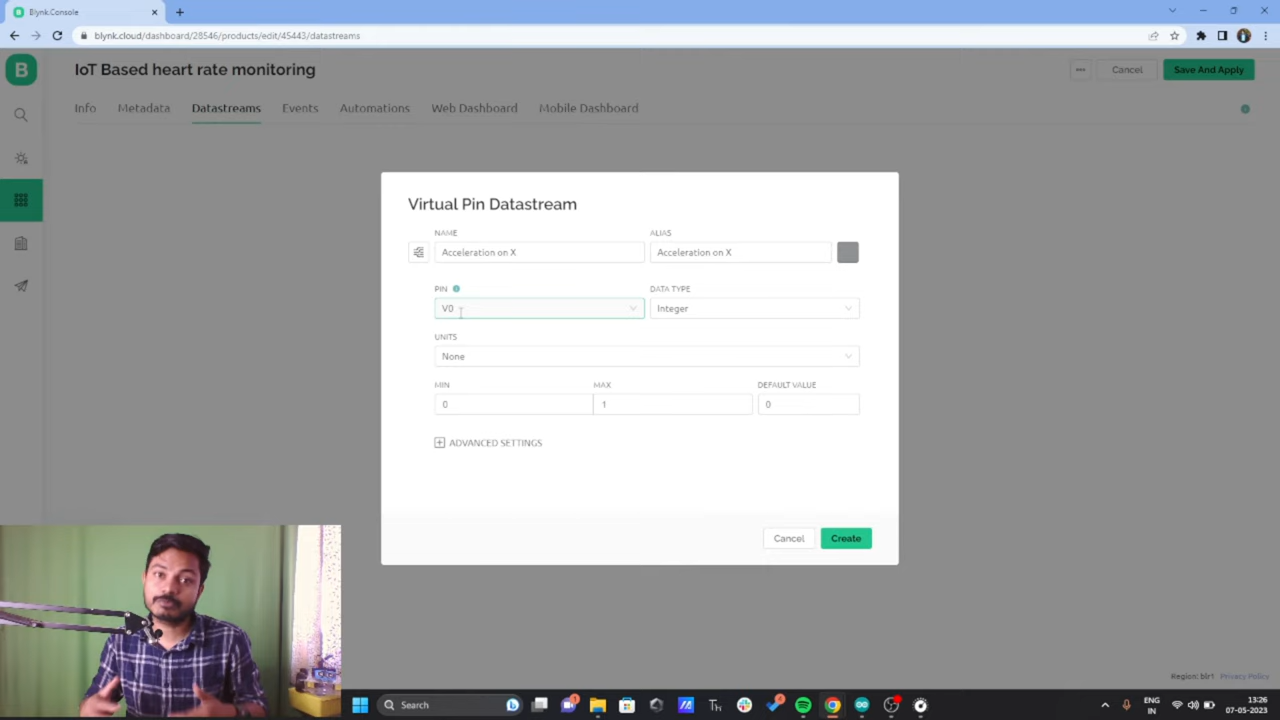 Blynk.Console
blynk.cloud/dashboard/28546/products/edit/45443/datastreams
B
IoT Based heart rate monitoring
Cancel
Save And Apply
Info
Metadata
Datastreams
Events
Automations
Web Dashboard
Mobile Dashboard
Virtual Pin Datastream
NAME
ALIAS
Acceleration on X
Acceleration on X
PIN
DATA TYPE
V0
Integer
UNITS
None
MIN
MAX
DEFAULT VALUE
0
1
0
ADVANCED SETTINGS
Cancel
Create
Region: blr1 Privacy Policy
Search
Th
ENG
IN
13:26
07-05-2023